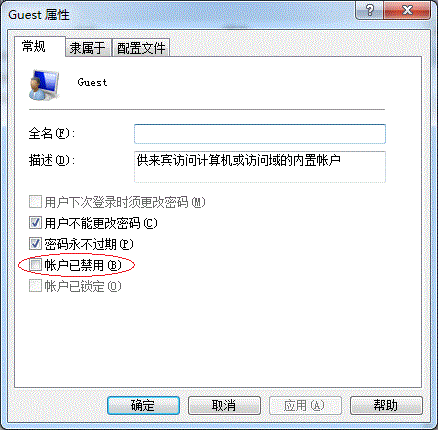 Guest 属性
常规 隶属于 配置文件
Guest
全名(F):
描述(D): 供来宾访问计算机或访问域的内置帐户
用户下次登录时须更改密码(M)
用户不能更改密码(C)
密码永不过期(P)
帐户已禁用(B)
帐户已锁定(O)
确定 取消 应用(A) 帮助